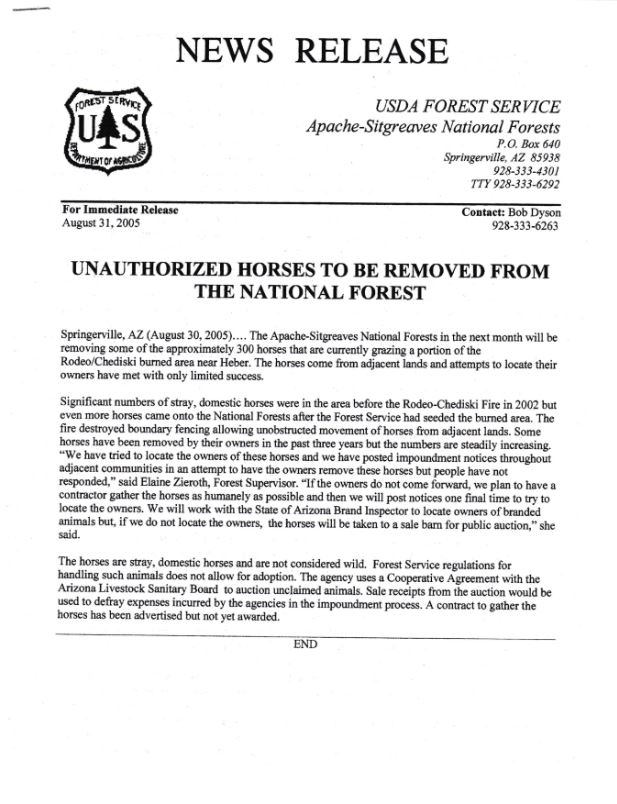 NEWS RELEASE
FOREST SERVICE
U S
DEPARTMENT OF AGRICULTURE
USDA FOREST SERVICE
Apache-Sitgreaves National Forests
P.O. Box 640
Springerville, AZ 85938
928-333-4301
TTY 928-333-6292
For Immediate Release
August 31, 2005
Contact: Bob Dyson
928-333-6263
UNAUTHORIZED HORSES TO BE REMOVED FROM
THE NATIONAL FOREST
Springerville, AZ (August 30, 2005).... The Apache-Sitgreaves National Forests in the next month will be
removing some of the approximately 300 horses that are currently grazing a portion of the
Rodeo/Chediski burned area near Heber. The horses come from adjacent lands and attempts to locate their
owners have met with only limited success.
Significant numbers of stray, domestic horses were in the area before the Rodeo-Chediski Fire in 2002 but
even more horses came onto the National Forests after the Forest Service had seeded the burned area. The
fire destroyed boundary fencing allowing unobstructed movement of horses from adjacent lands. Some
horses have been removed by their owners in the past three years but the numbers are steadily increasing.
“We have tried to locate the owners of these horses and we have posted impoundment notices throughout
adjacent communities in an attempt to have the owners remove these horses but people have not
responded,” said Elaine Zieroth, Forest Supervisor. “If the owners do not come forward, we plan to have a
contractor gather the horses as humanely as possible and then we will post notices one final time to try to
locate the owners. We will work with the State of Arizona Brand Inspector to locate owners of branded
animals but, if we do not locate the owners, the horses will be taken to a sale barn for public auction,” she
said.
The horses are stray, domestic horses and are not considered wild. Forest Service regulations for
handling such animals does not allow for adoption. The agency uses a Cooperative Agreement with the
Arizona Livestock Sanitary Board to auction unclaimed animals. Sale receipts from the auction would be
used to defray expenses incurred by the agencies in the impoundment process. A contract to gather the
horses has been advertised but not yet awarded.
END